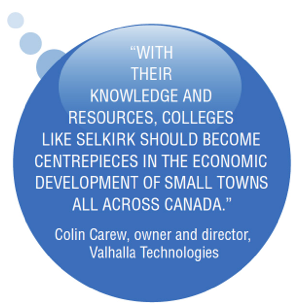 “WITH
THEIR
KNOWLEDGE AND
RESOURCES, COLLEGES
LIKE SELKIRK SHOULD BECOME
CENTREPIECES IN THE ECONOMIC
DEVELOPMENT OF SMALL TOWNS
ALL ACROSS CANADA.”
Colin Carew, owner and director,
Valhalla Technologies